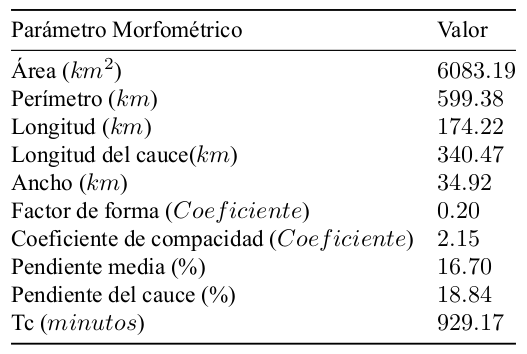 Parámetro Morfométrico Valor
Área (km²) 6083.19
Perímetro (km) 599.38
Longitud (km) 174.22
Longitud del cauce(km) 340.47
Ancho (km) 34.92
Factor de forma (Coeficiente) 0.20
Coeficiente de compacidad (Coeficiente) 2.15
Pendiente media (%) 16.70
Pendiente del cauce (%) 18.84
Tc (minutos) 929.17